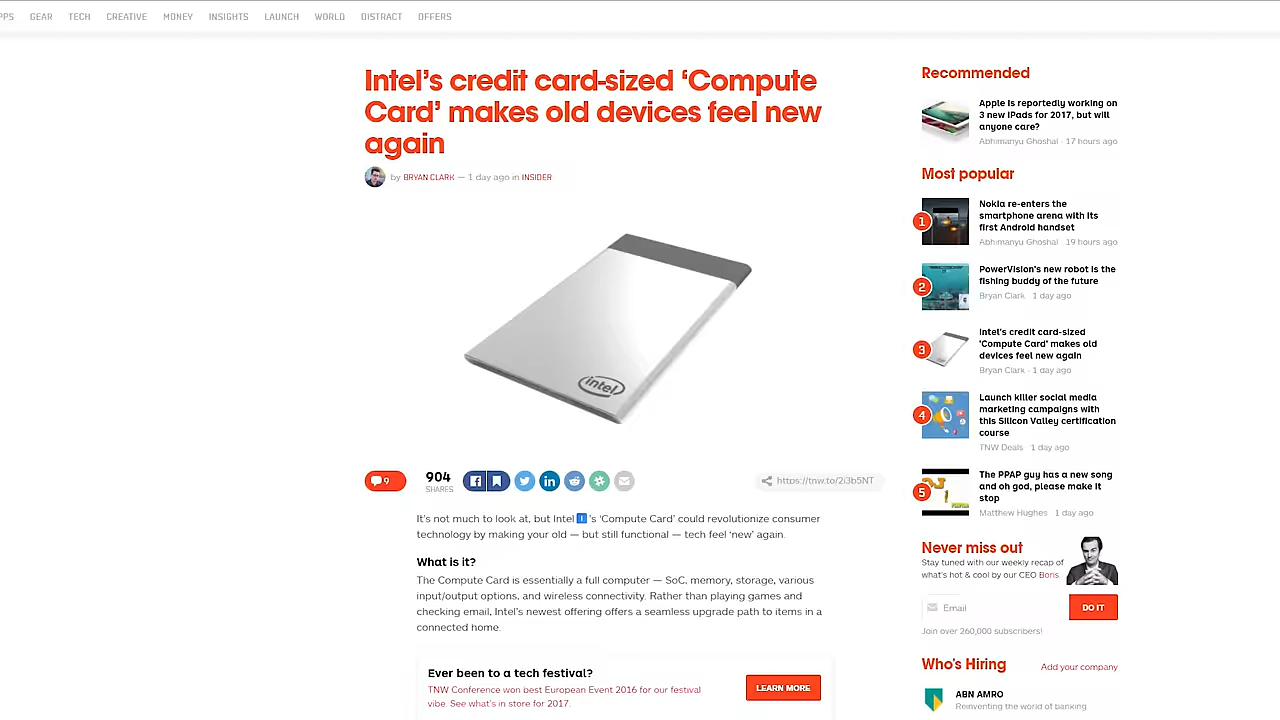 PPS GEAR TECH CREATIVE MONEY INSIGHTS LAUNCH WORLD DISTRACT OFFERS
Intel's credit card-sized ‘Compute
Card’ makes old devices feel new
again
by BRYAN CLARK — 1 day ago in INSIDER
intel
9
904
SHARES
https://tnw.to/2i3b5NT
It's not much to look at, but Intel 's ‘Compute Card’ could revolutionize consumer
technology by making your old — but still functional — tech feel ‘new’ again.
What is it?
The Compute Card is essentially a full computer — SoC, memory, storage, various
input/output options, and wireless connectivity. Rather than playing games and
checking email, Intel's newest offering offers a seamless upgrade path to items in a
connected home.
Ever been to a tech festival?
TNW Conference won best European Event 2016 for our festival
vibe. See what's in store for 2017.
LEARN MORE
Recommended
Apple is reportedly working on
3 new iPads for 2017, but will
anyone care?
Abhimanyu Ghoshal · 17 hours ago
Most popular
1
Nokia re-enters the
smartphone arena with its
first Android handset
Abhimanyu Ghoshal · 19 hours ago
2
PowerVision's new robot is the
fishing buddy of the future
Bryan Clark · 1 day ago
3
Intel's credit card-sized
'Compute Card' makes old
devices feel new again
Bryan Clark · 1 day ago
4
Launch killer social media
marketing campaigns with
this Silicon Valley certification
course
TNW Deals · 1 day ago
5
The PPAP guy has a new song
and oh god, please make it
stop
Matthew Hughes · 1 day ago
Never miss out
Stay tuned with our weekly recap of
what's hot & cool by our CEO Boris.
Email
DO IT
Join over 260,000 subscribers!
Who's Hiring
Add your company
ABN AMRO
Reinventing the world of banking